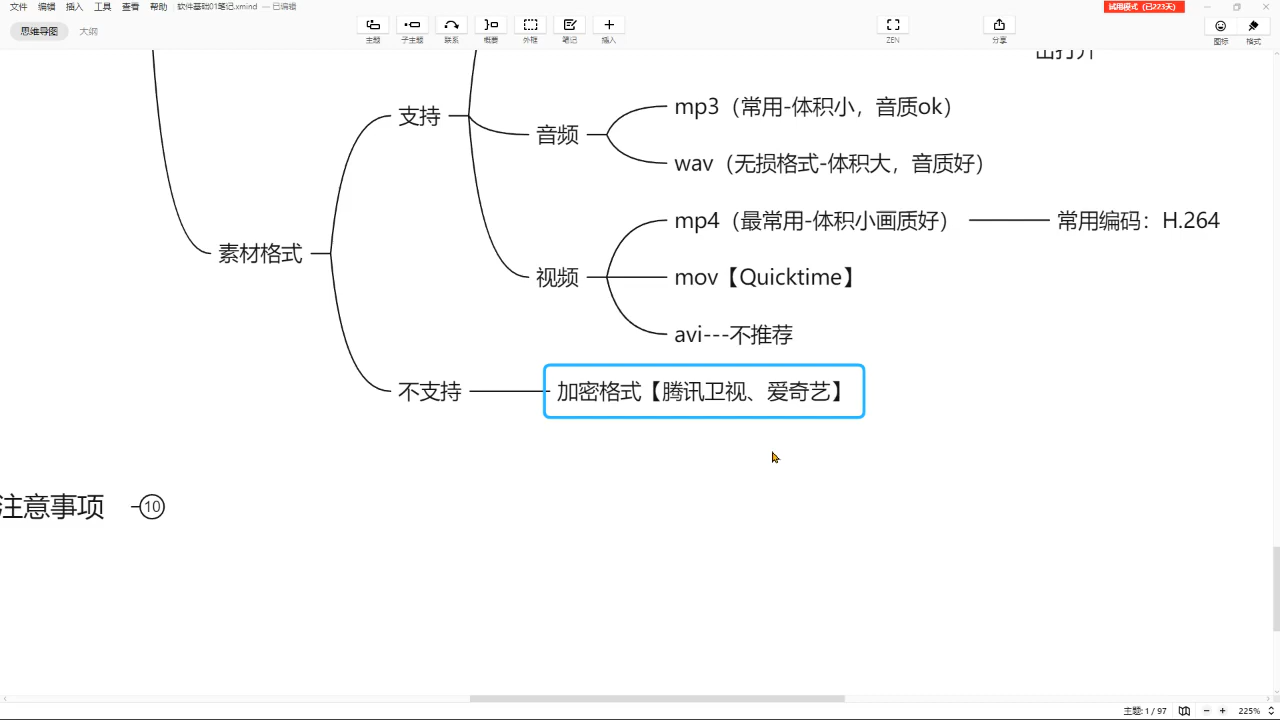 文件 编辑 插入 工具 查看 帮助 软件基础01笔记.xmind — 已编辑
试用模式 (已223天)
思维导图 大纲
主题 子主题 联系 概要 外框 笔记 插入 ZEN 分享 图标 格式
击打开
支持
音频
mp3（常用-体积小，音质ok）
wav（无损格式-体积大，音质好）
素材格式
视频
mp4（最常用-体积小画质好）
常用编码：H.264
mov【Quicktime】
avi---不推荐
不支持
加密格式【腾讯卫视、爱奇艺】
注意事项
10
主题: 1 / 97 225%